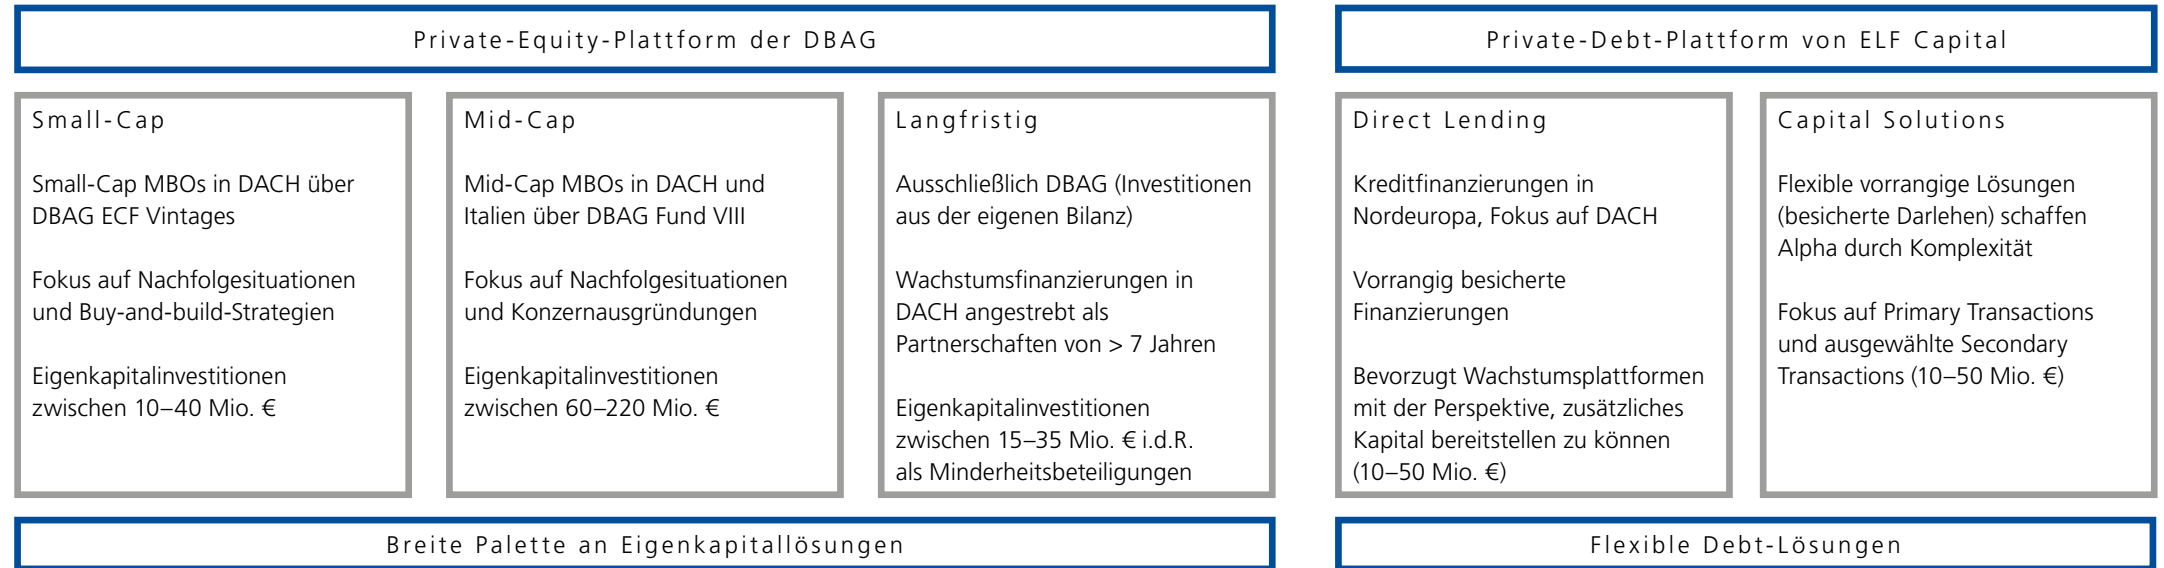 Private-Equity-Plattform der DBAG
Small-Cap
Small-Cap MBOs in DACH über
DBAG ECF Vintages
Fokus auf Nachfolgesituationen
und Buy-and-build-Strategien
Eigenkapitalinvestitionen
zwischen 10–40 Mio. €
Mid-Cap
Mid-Cap MBOs in DACH und
Italien über DBAG Fund VIII
Fokus auf Nachfolgesituationen
und Konzernausgründungen
Eigenkapitalinvestitionen
zwischen 60–220 Mio. €
Langfristig
Ausschließlich DBAG (Investitionen
aus der eigenen Bilanz)
Wachstumsfinanzierungen in
DACH angestrebt als
Partnerschaften von > 7 Jahren
Eigenkapitalinvestitionen
zwischen 15–35 Mio. € i.d.R.
als Minderheitsbeteiligungen
Breite Palette an Eigenkapitallösungen
Private-Debt-Plattform von ELF Capital
Direct Lending
Kreditfinanzierungen in
Nordeuropa, Fokus auf DACH
Vorrangig besicherte
Finanzierungen
Bevorzugt Wachstumsplattformen
mit der Perspektive, zusätzliches
Kapital bereitstellen zu können
(10–50 Mio. €)
Capital Solutions
Flexible vorrangige Lösungen
(besicherte Darlehen) schaffen
Alpha durch Komplexität
Fokus auf Primary Transactions
und ausgewählte Secondary
Transactions (10–50 Mio. €)
Flexible Debt-Lösungen